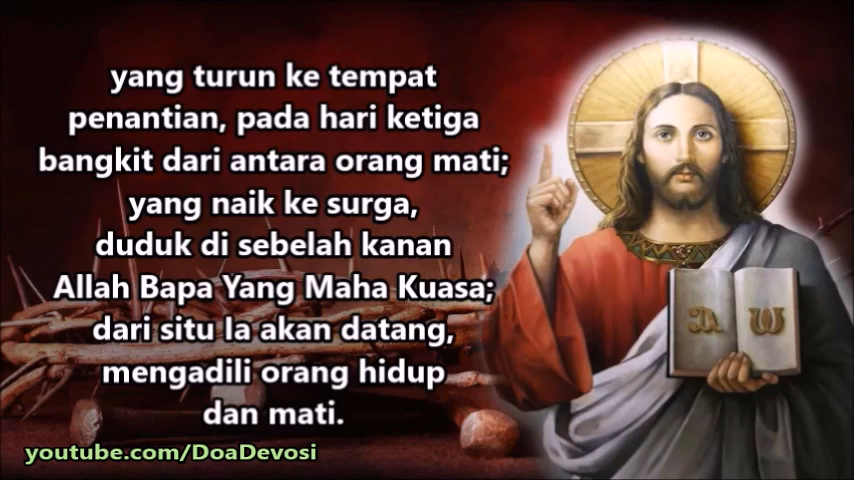 yang turun ke tempat
penantian, pada hari ketiga
bangkit dari antara orang mati;
yang naik ke surga,
duduk di sebelah kanan
Allah Bapa Yang Maha Kuasa;
dari situ Ia akan datang,
mengadili orang hidup
dan mati.
youtube.com/DoaDevosi